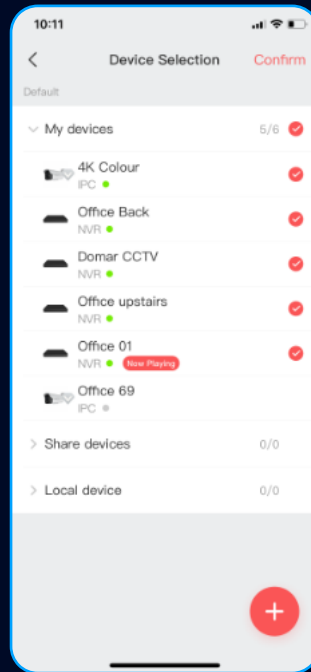 10:11
Device Selection Confirm
Default
My devices 5/6
4K Colour
IPC
Office Back
NVR
Domar CCTV
NVR
Office upstairs
NVR
Office 01
NVR Now Playing
Office 69
IPC
Share devices 0/0
Local device 0/0